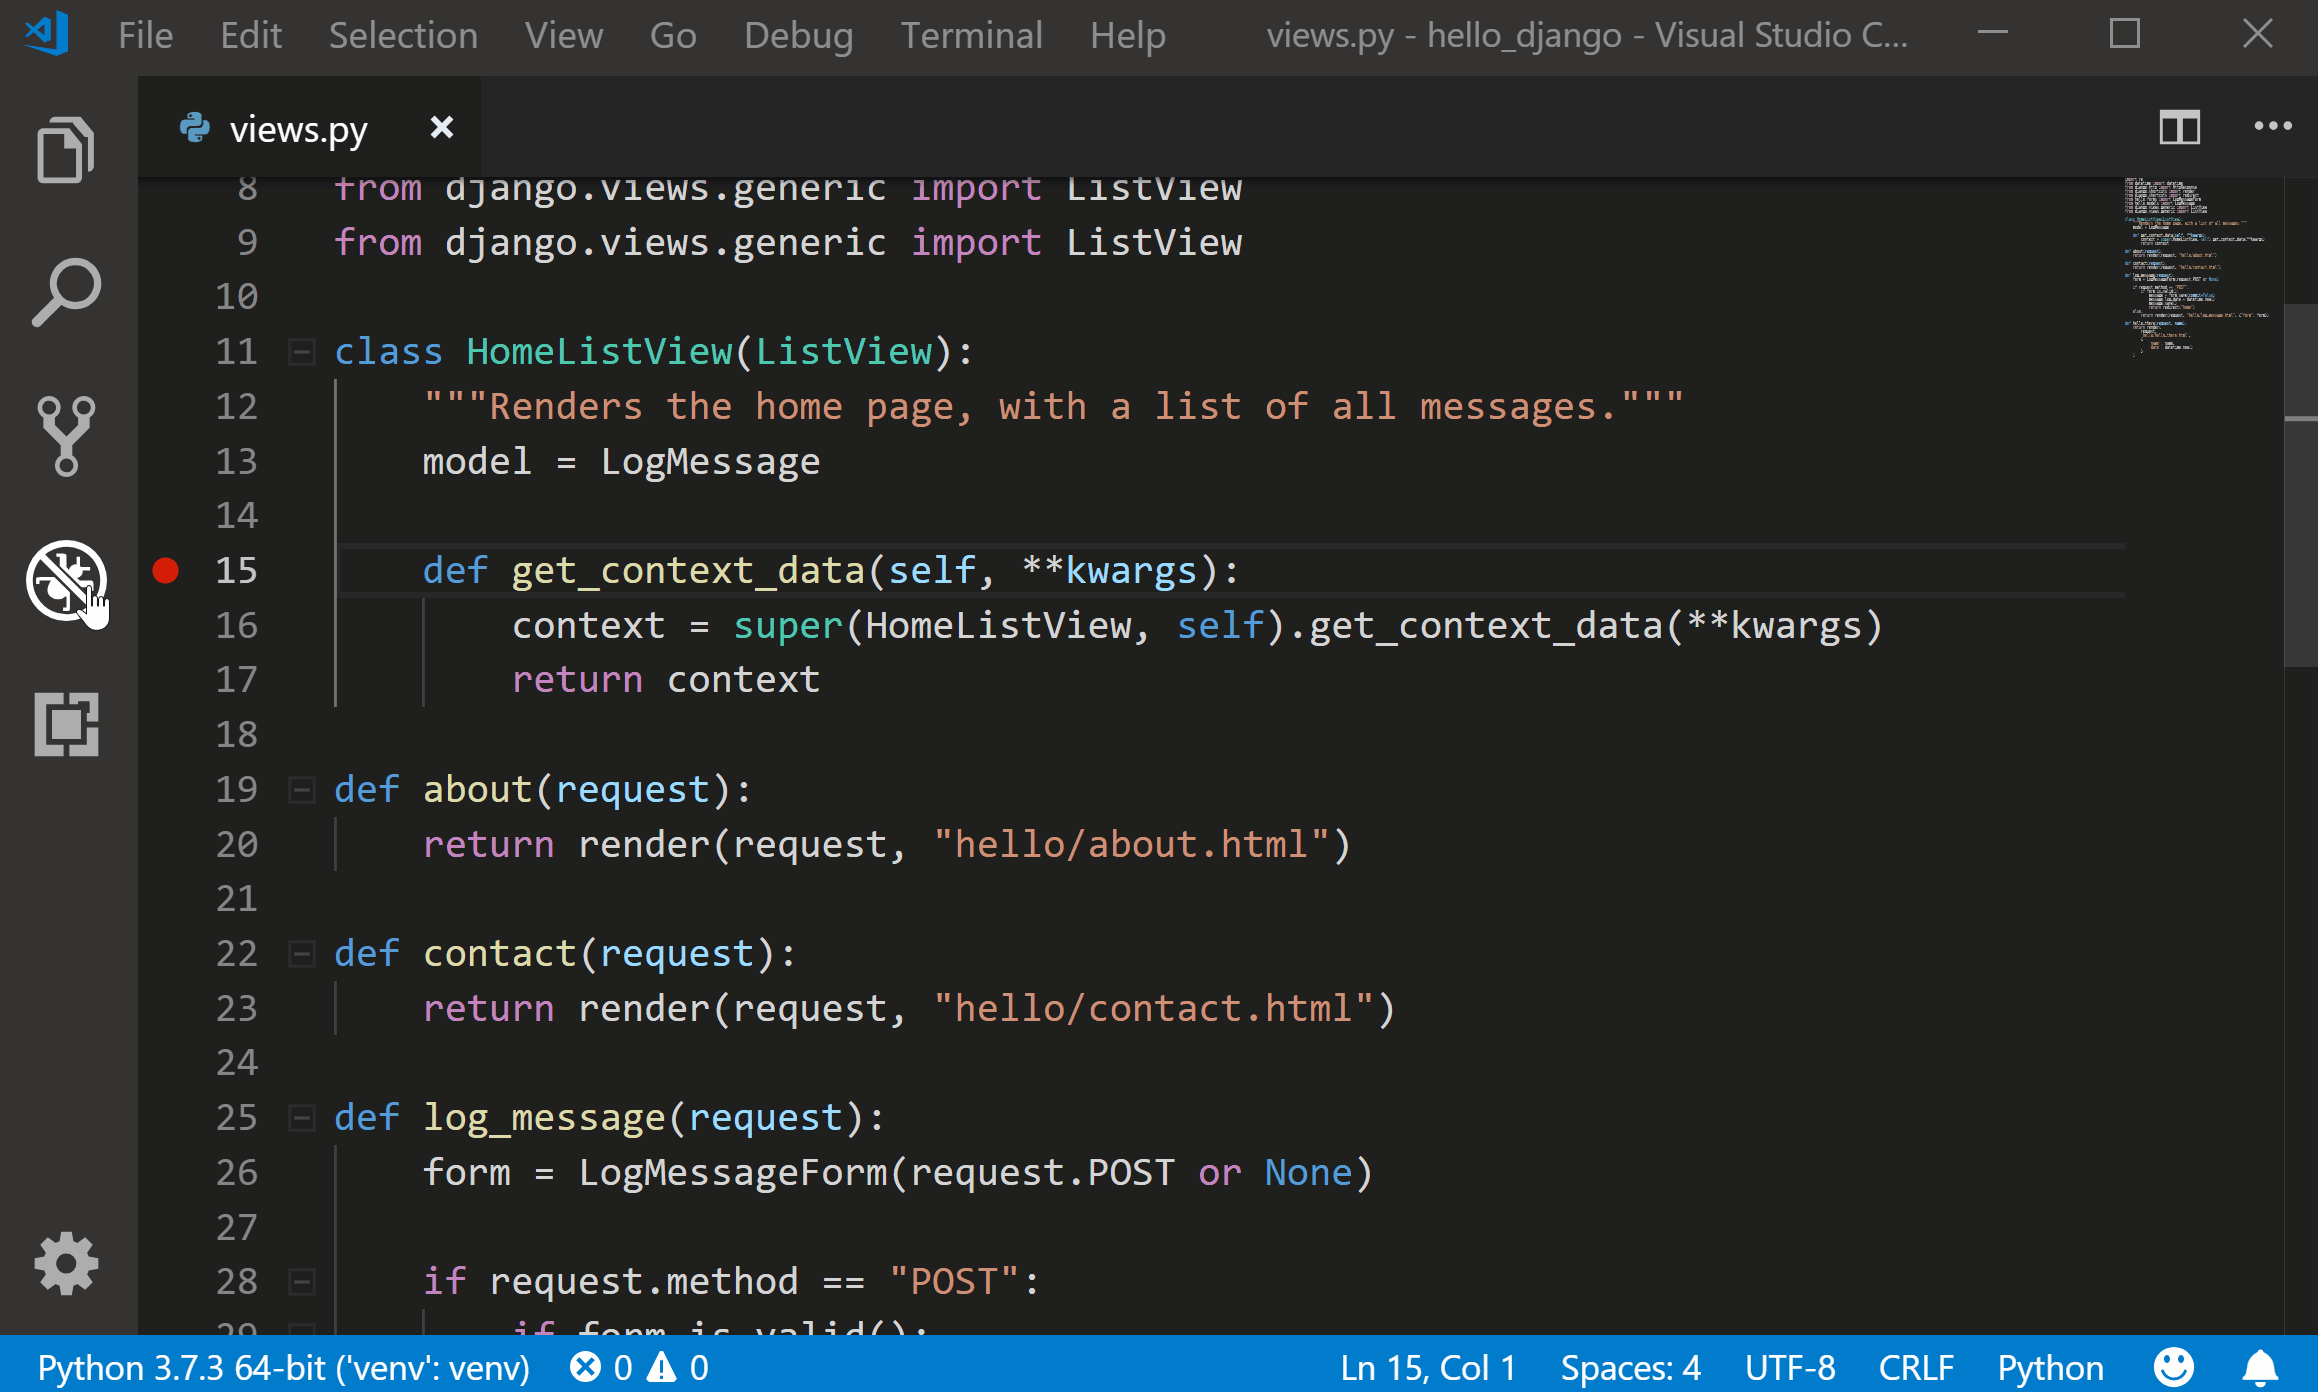 File Edit Selection View Go Debug Terminal Help views.py - hello_django - Visual Studio C...
views.py
8 from django.views.generic import ListView
9 from django.views.generic import ListView
10
11 class HomeListView(ListView):
12 """Renders the home page, with a list of all messages."""
13 model = LogMessage
14
15 def get_context_data(self, **kwargs):
16 context = super(HomeListView, self).get_context_data(**kwargs)
17 return context
18
19 def about(request):
20 return render(request, "hello/about.html")
21
22 def contact(request):
23 return render(request, "hello/contact.html")
24
25 def log_message(request):
26 form = LogMessageForm(request.POST or None)
27
28 if request.method == "POST":
29 if form.is_valid():
Python 3.7.3 64-bit ('venv': venv) 0 0 Ln 15, Col 1 Spaces: 4 UTF-8 CRLF Python